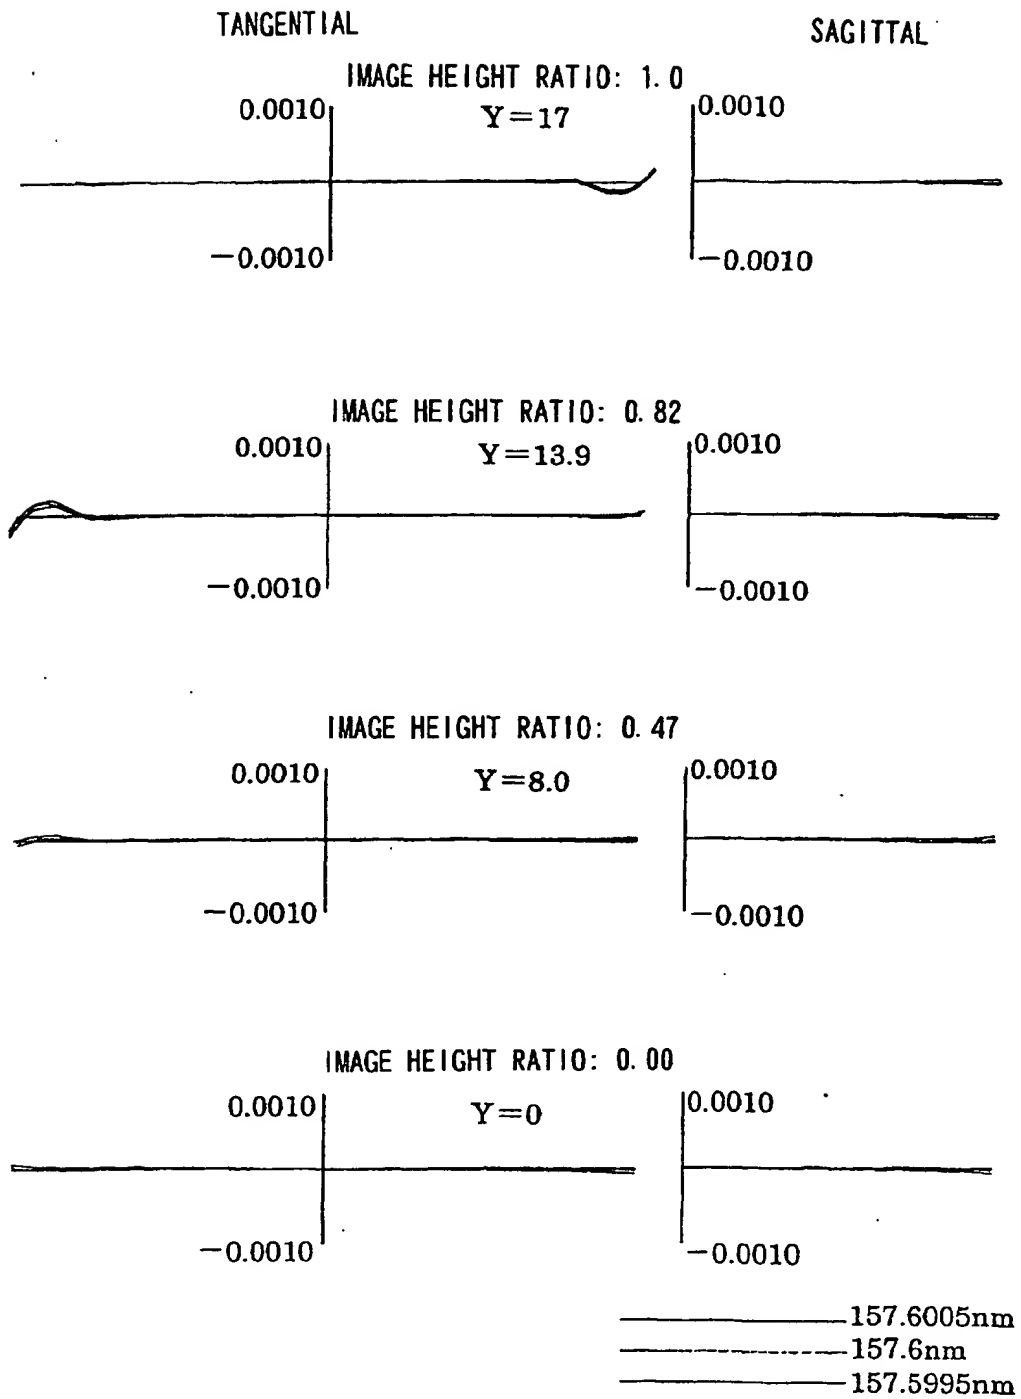 TANGENTIAL
SAGITTAL
IMAGE HEIGHT RATIO: 1.0
0.0010
Y=17
0.0010
−0.0010
−0.0010
IMAGE HEIGHT RATIO: 0.82
0.0010
Y=13.9
0.0010
−0.0010
−0.0010
IMAGE HEIGHT RATIO: 0.47
0.0010
Y=8.0
0.0010
−0.0010
−0.0010
IMAGE HEIGHT RATIO: 0.00
0.0010
Y=0
0.0010
−0.0010
−0.0010
157.6005nm
157.6nm
157.5995nm